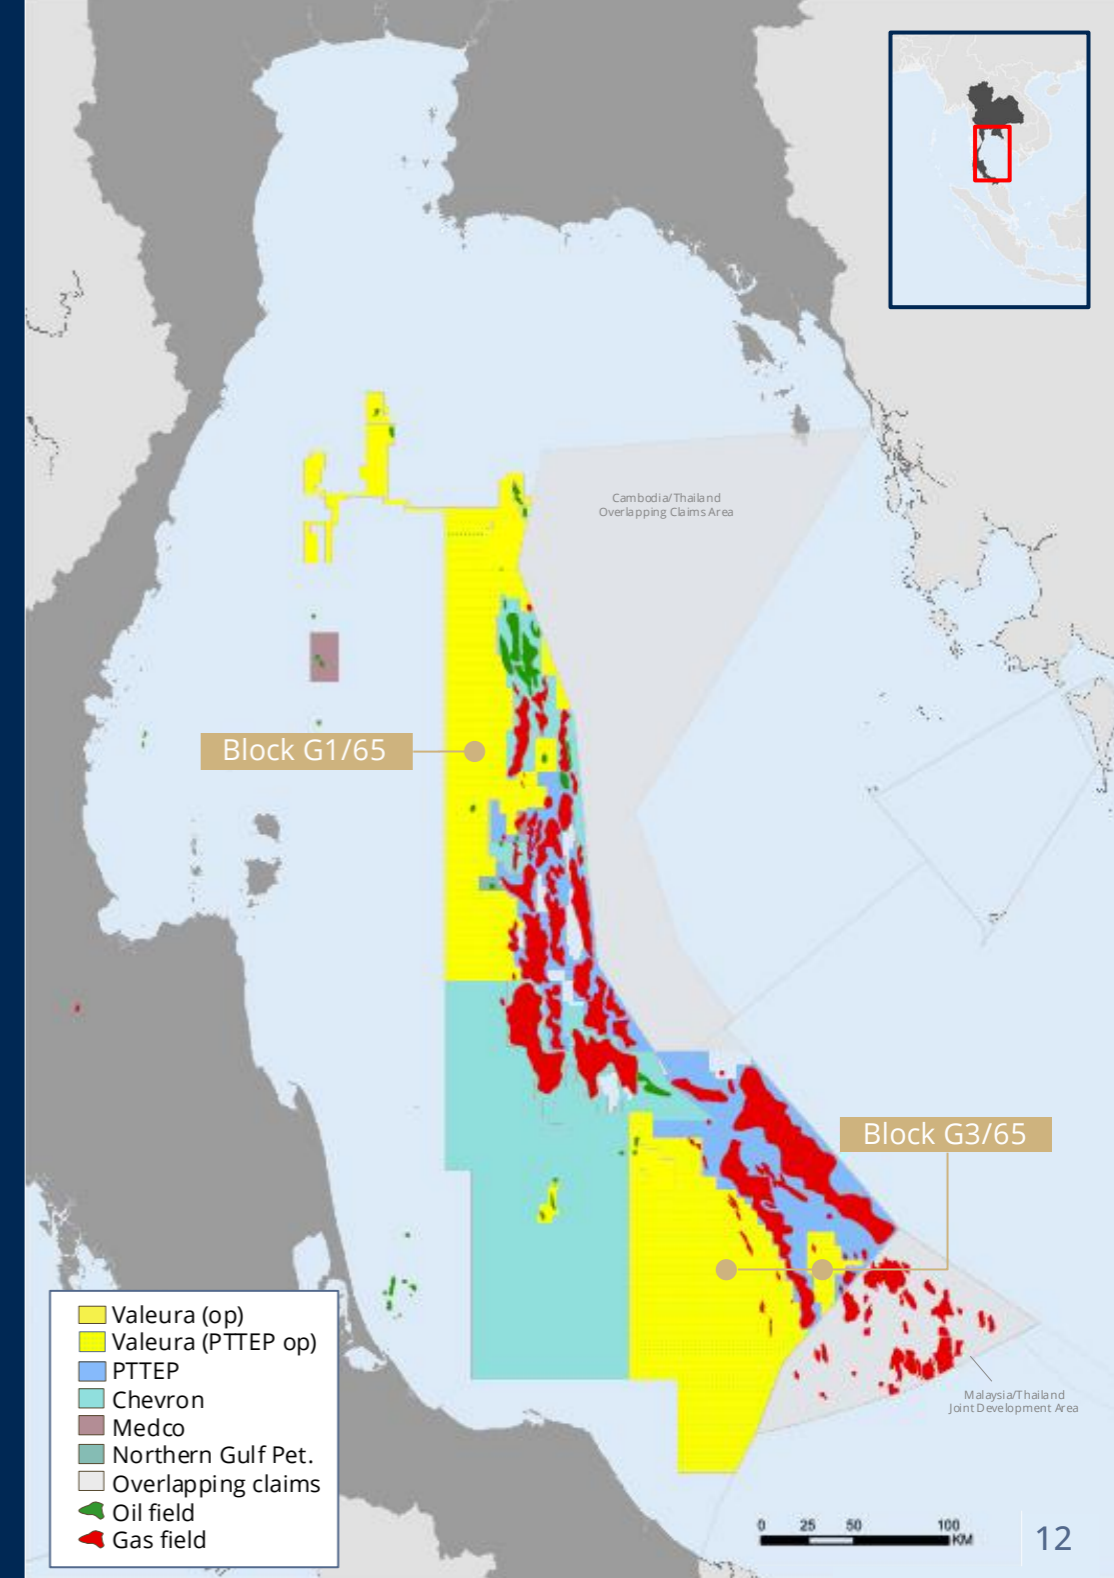 Cambodia/Thailand
Overlapping Claims Area
Block G1/65
Block G3/65
Valeura (op)
Valeura (PTTEP op)
PTTEP
Chevron
Medco
Northern Gulf Pet.
Overlapping claims
Oil field
Gas field
Malaysia/Thailand
Joint Development Area
0 25 50 100
KM
12